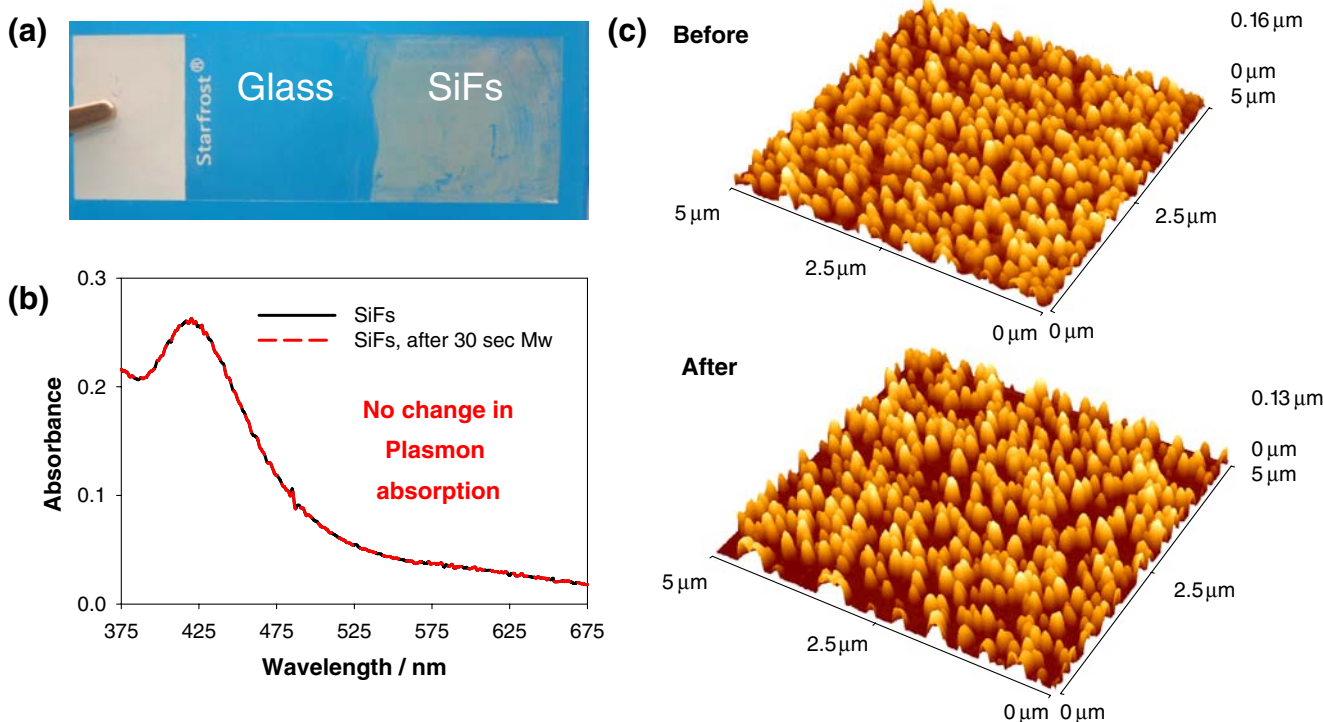 (a)
Starfrost®
Glass
SiFs
(b)
0.3
0.2
0.1
0.0
Absorbance
SiFs
SiFs, after 30 sec Mw
No change in
Plasmon
absorption
375 425 475 525 575 625 675
Wavelength / nm
(c)
Before
0.16 μm
0 μm
5 μm
2.5 μm
0 μm
5 μm
2.5 μm
0 μm
After
0.13 μm
0 μm
5 μm
2.5 μm
0 μm
5 μm
2.5 μm
0 μm